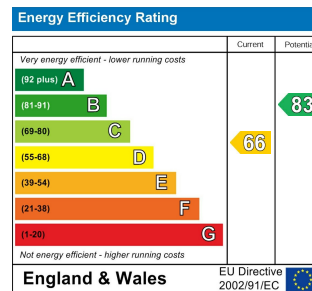 Energy Efficiency Rating
Current Potentia
Very energy efficient - lower running costs
(92 plus) A
(81-91) B
83
(69-80) C
66
(55-68) D
(39-54) E
(21-38) F
(1-20) G
Not energy efficient - higher running costs
England & Wales
EU Directive
2002/91/EC